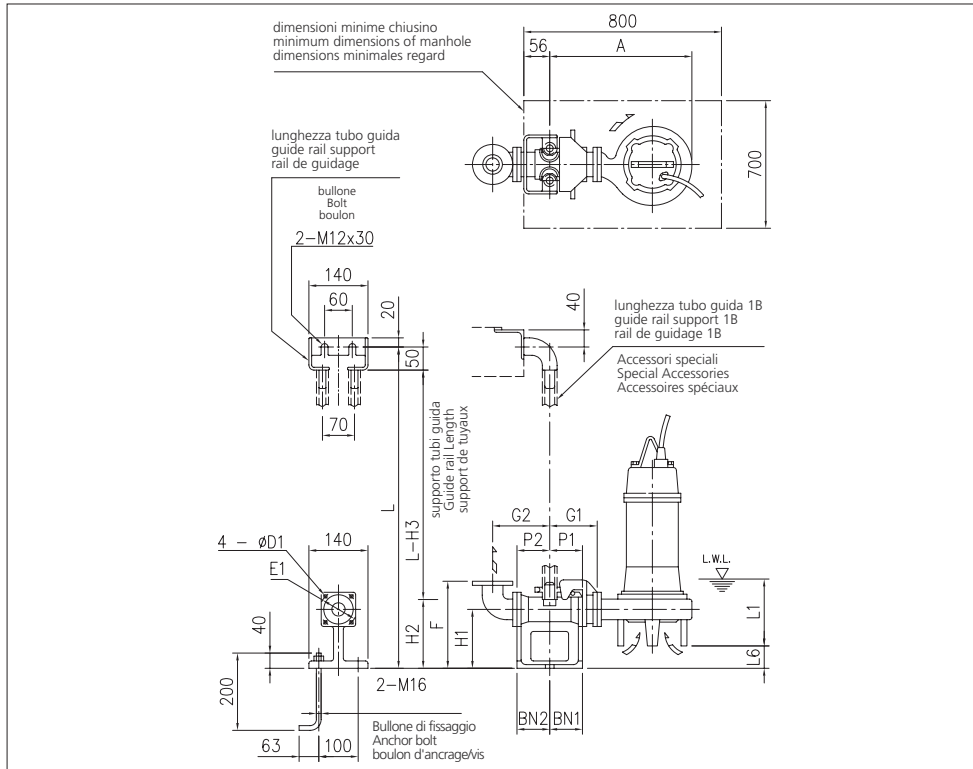 dimensioni minime chiusino
minimum dimensions of manhole
dimensions minimales regard
800
56
A
700
lunghezza tubo guida
guide rail support
rail de guidage
bullone
Bolt
boulon
2-M12x30
140
60
20
50
70
40
lunghezza tubo guida 1B
guide rail support 1B
rail de guidage 1B
Accessori speciali
Special Accessories
Accessoires spéciaux
supporto tubi guida
Guide rail Length
support de tuyaux
L
L-H3
G2
G1
P2
P1
4 - øD1
140
E1
L.W.L.
H2
F
H1
L1
L6
40
200
2-M16
BN2
BN1
63
100
Bullone di fissaggio
Anchor bolt
boulon d'ancrage/vis